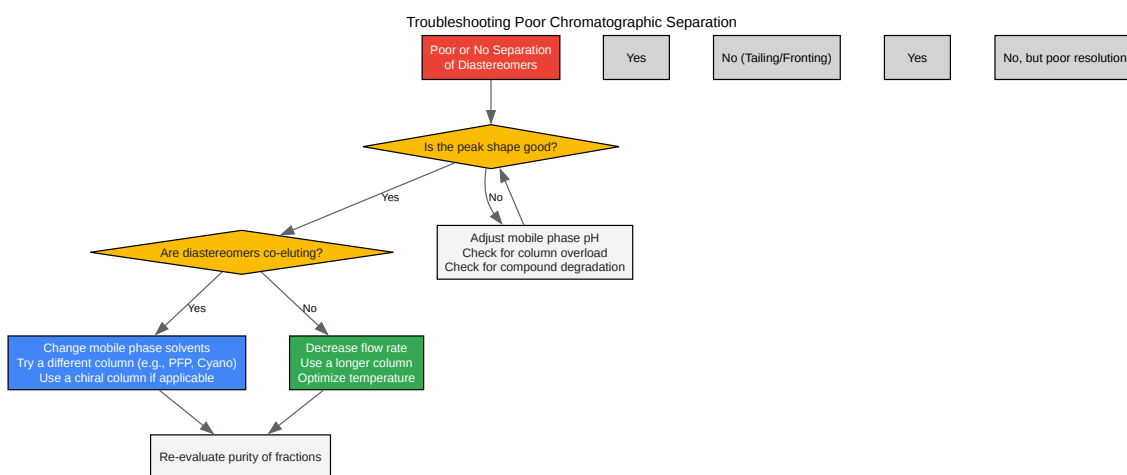 Troubleshooting Poor Chromatographic Separation
Poor or No Separation
of Diastereomers
Yes
No (Tailing/Fronting)
Yes
No, but poor resolution
Is the peak shape good?
Yes
No
Adjust mobile phase pH
Check for column overload
Check for compound degradation
Are diastereomers co-eluting?
Yes
No
Change mobile phase solvents
Try a different column (e.g., PFP, Cyano)
Use a chiral column if applicable
Decrease flow rate
Use a longer column
Optimize temperature
Re-evaluate purity of fractions